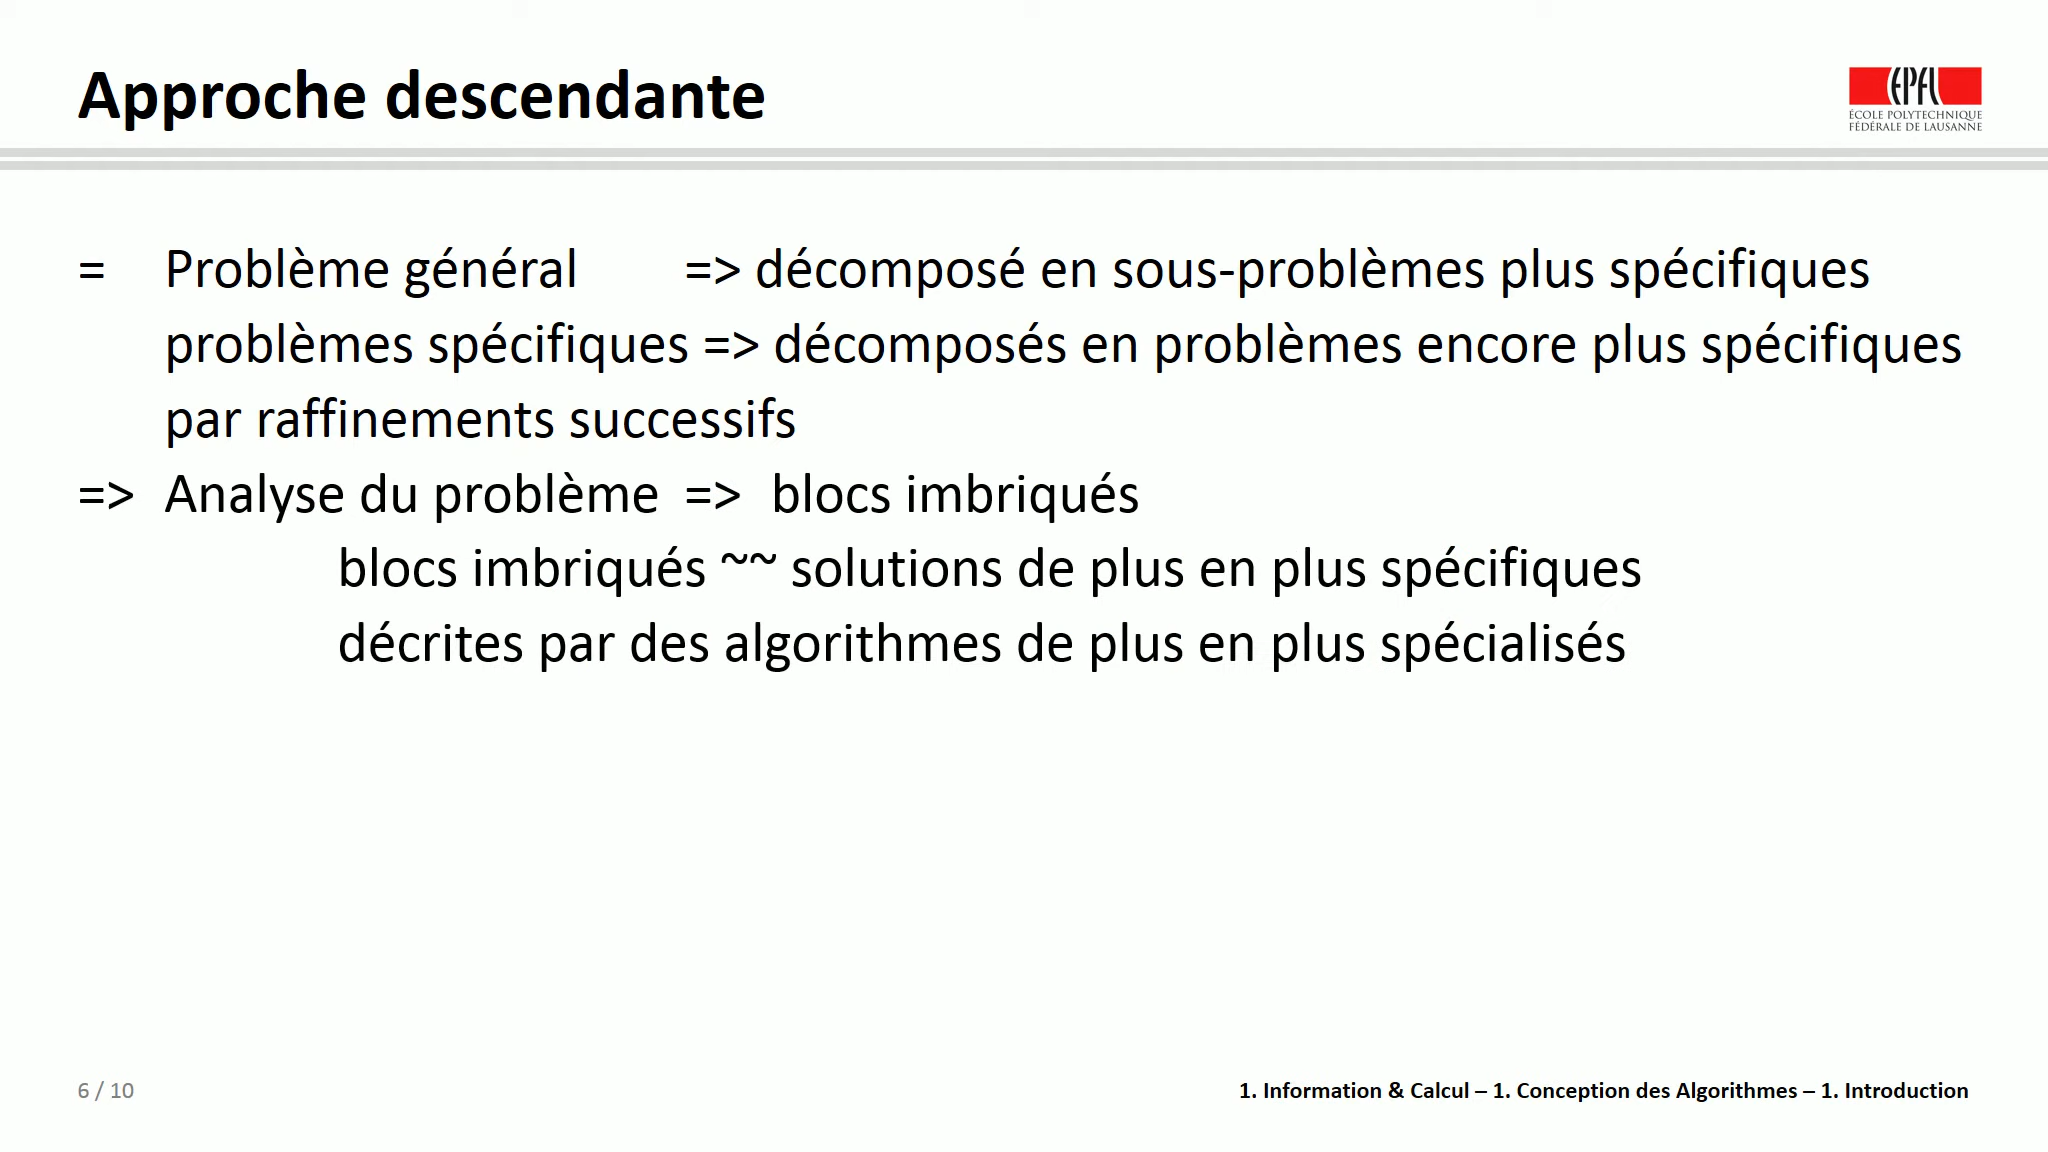 Approche descendante
EPFL
ÉCOLE POLYTECHNIQUE
FÉDÉRALE DE LAUSANNE
= Problème général => décomposé en sous-problèmes plus spécifiques
problèmes spécifiques => décomposés en problèmes encore plus spécifiques
par raffinements successifs
=> Analyse du problème => blocs imbriqués
blocs imbriqués ~~ solutions de plus en plus spécifiques
décrites par des algorithmes de plus en plus spécialisés
6 / 10
1. Information & Calcul – 1. Conception des Algorithmes – 1. Introduction